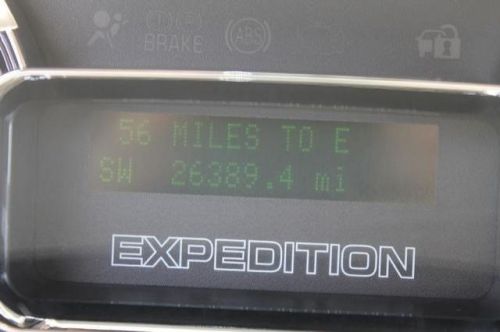 (!)(P)
BRAKE
ABS
56 MILES TO E
SW 26389.4 mi
EXPEDITION